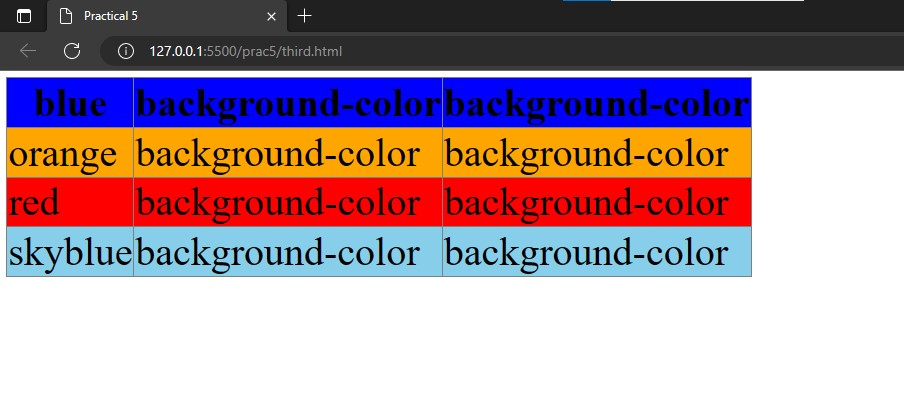 Practical 5
127.0.0.1:5500/prac5/third.html
blue background-color background-color
orange background-color background-color
red background-color background-color
skyblue background-color background-color